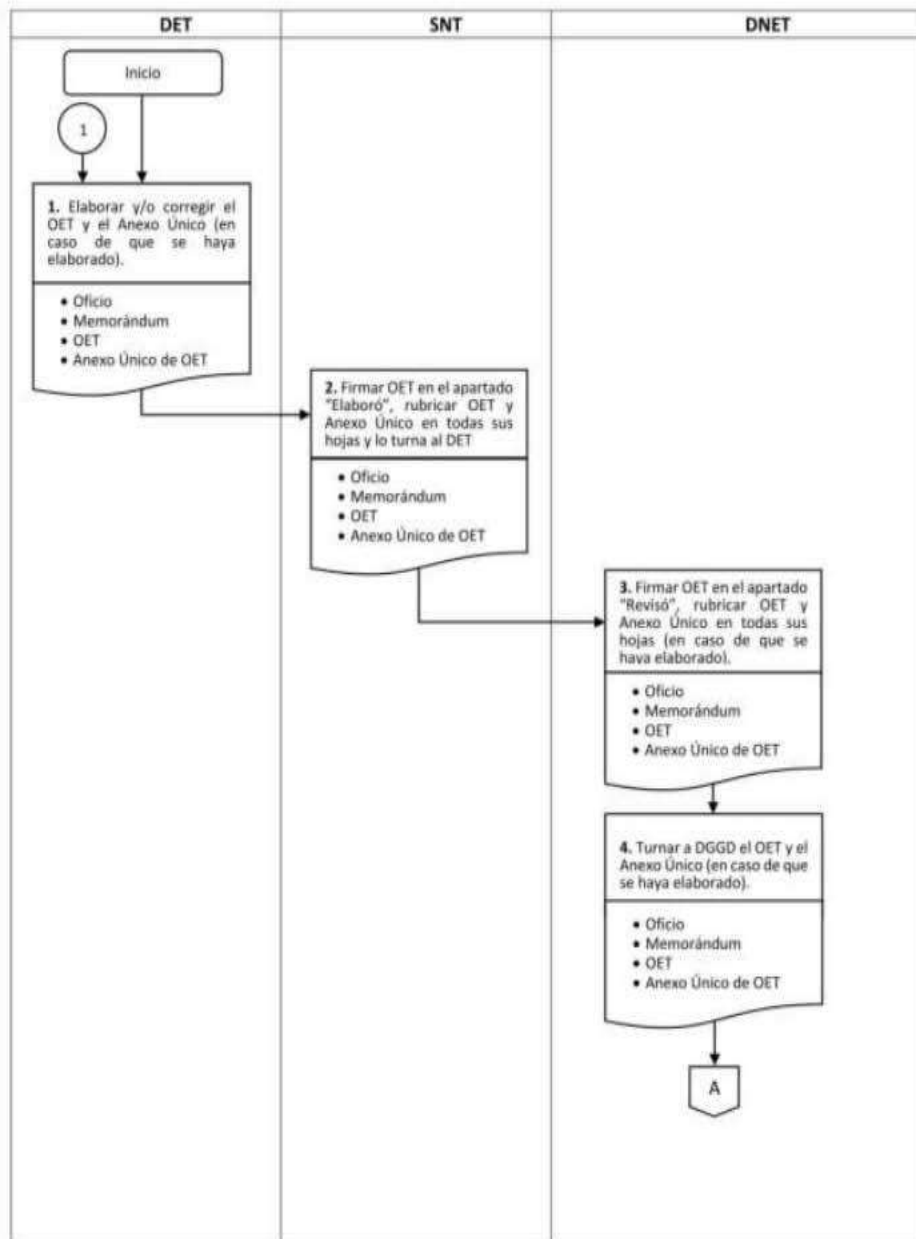 DET SNT DNET
Inicio
1
1. Elaborar y/o corregir el
OET y el Anexo Único (en
caso de que se haya
elaborado).
• Oficio
• Memorándum
• OET
• Anexo Único de OET
2. Firmar OET en el apartado
"Elaboró", rubricar OET y
Anexo Único en todas sus
hojas y lo turna al DET
• Oficio
• Memorándum
• OET
• Anexo Único de OET
3. Firmar OET en el apartado
"Revisó", rubricar OET y
Anexo Único en todas sus
hojas (en caso de que se
haya elaborado).
• Oficio
• Memorándum
• OET
• Anexo Único de OET
4. Turnar a DGGD el OET y el
Anexo Único (en caso de que
se haya elaborado).
• Oficio
• Memorándum
• OET
• Anexo Único de OET
A